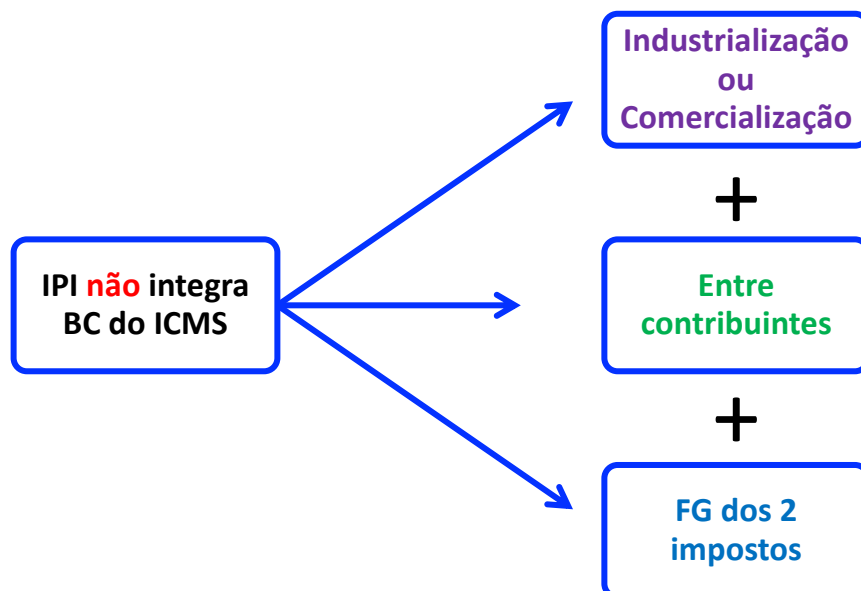 Industrialização
ou
Comercialização
+
IPI não integra
BC do ICMS
Entre
contribuintes
+
FG dos 2
impostos